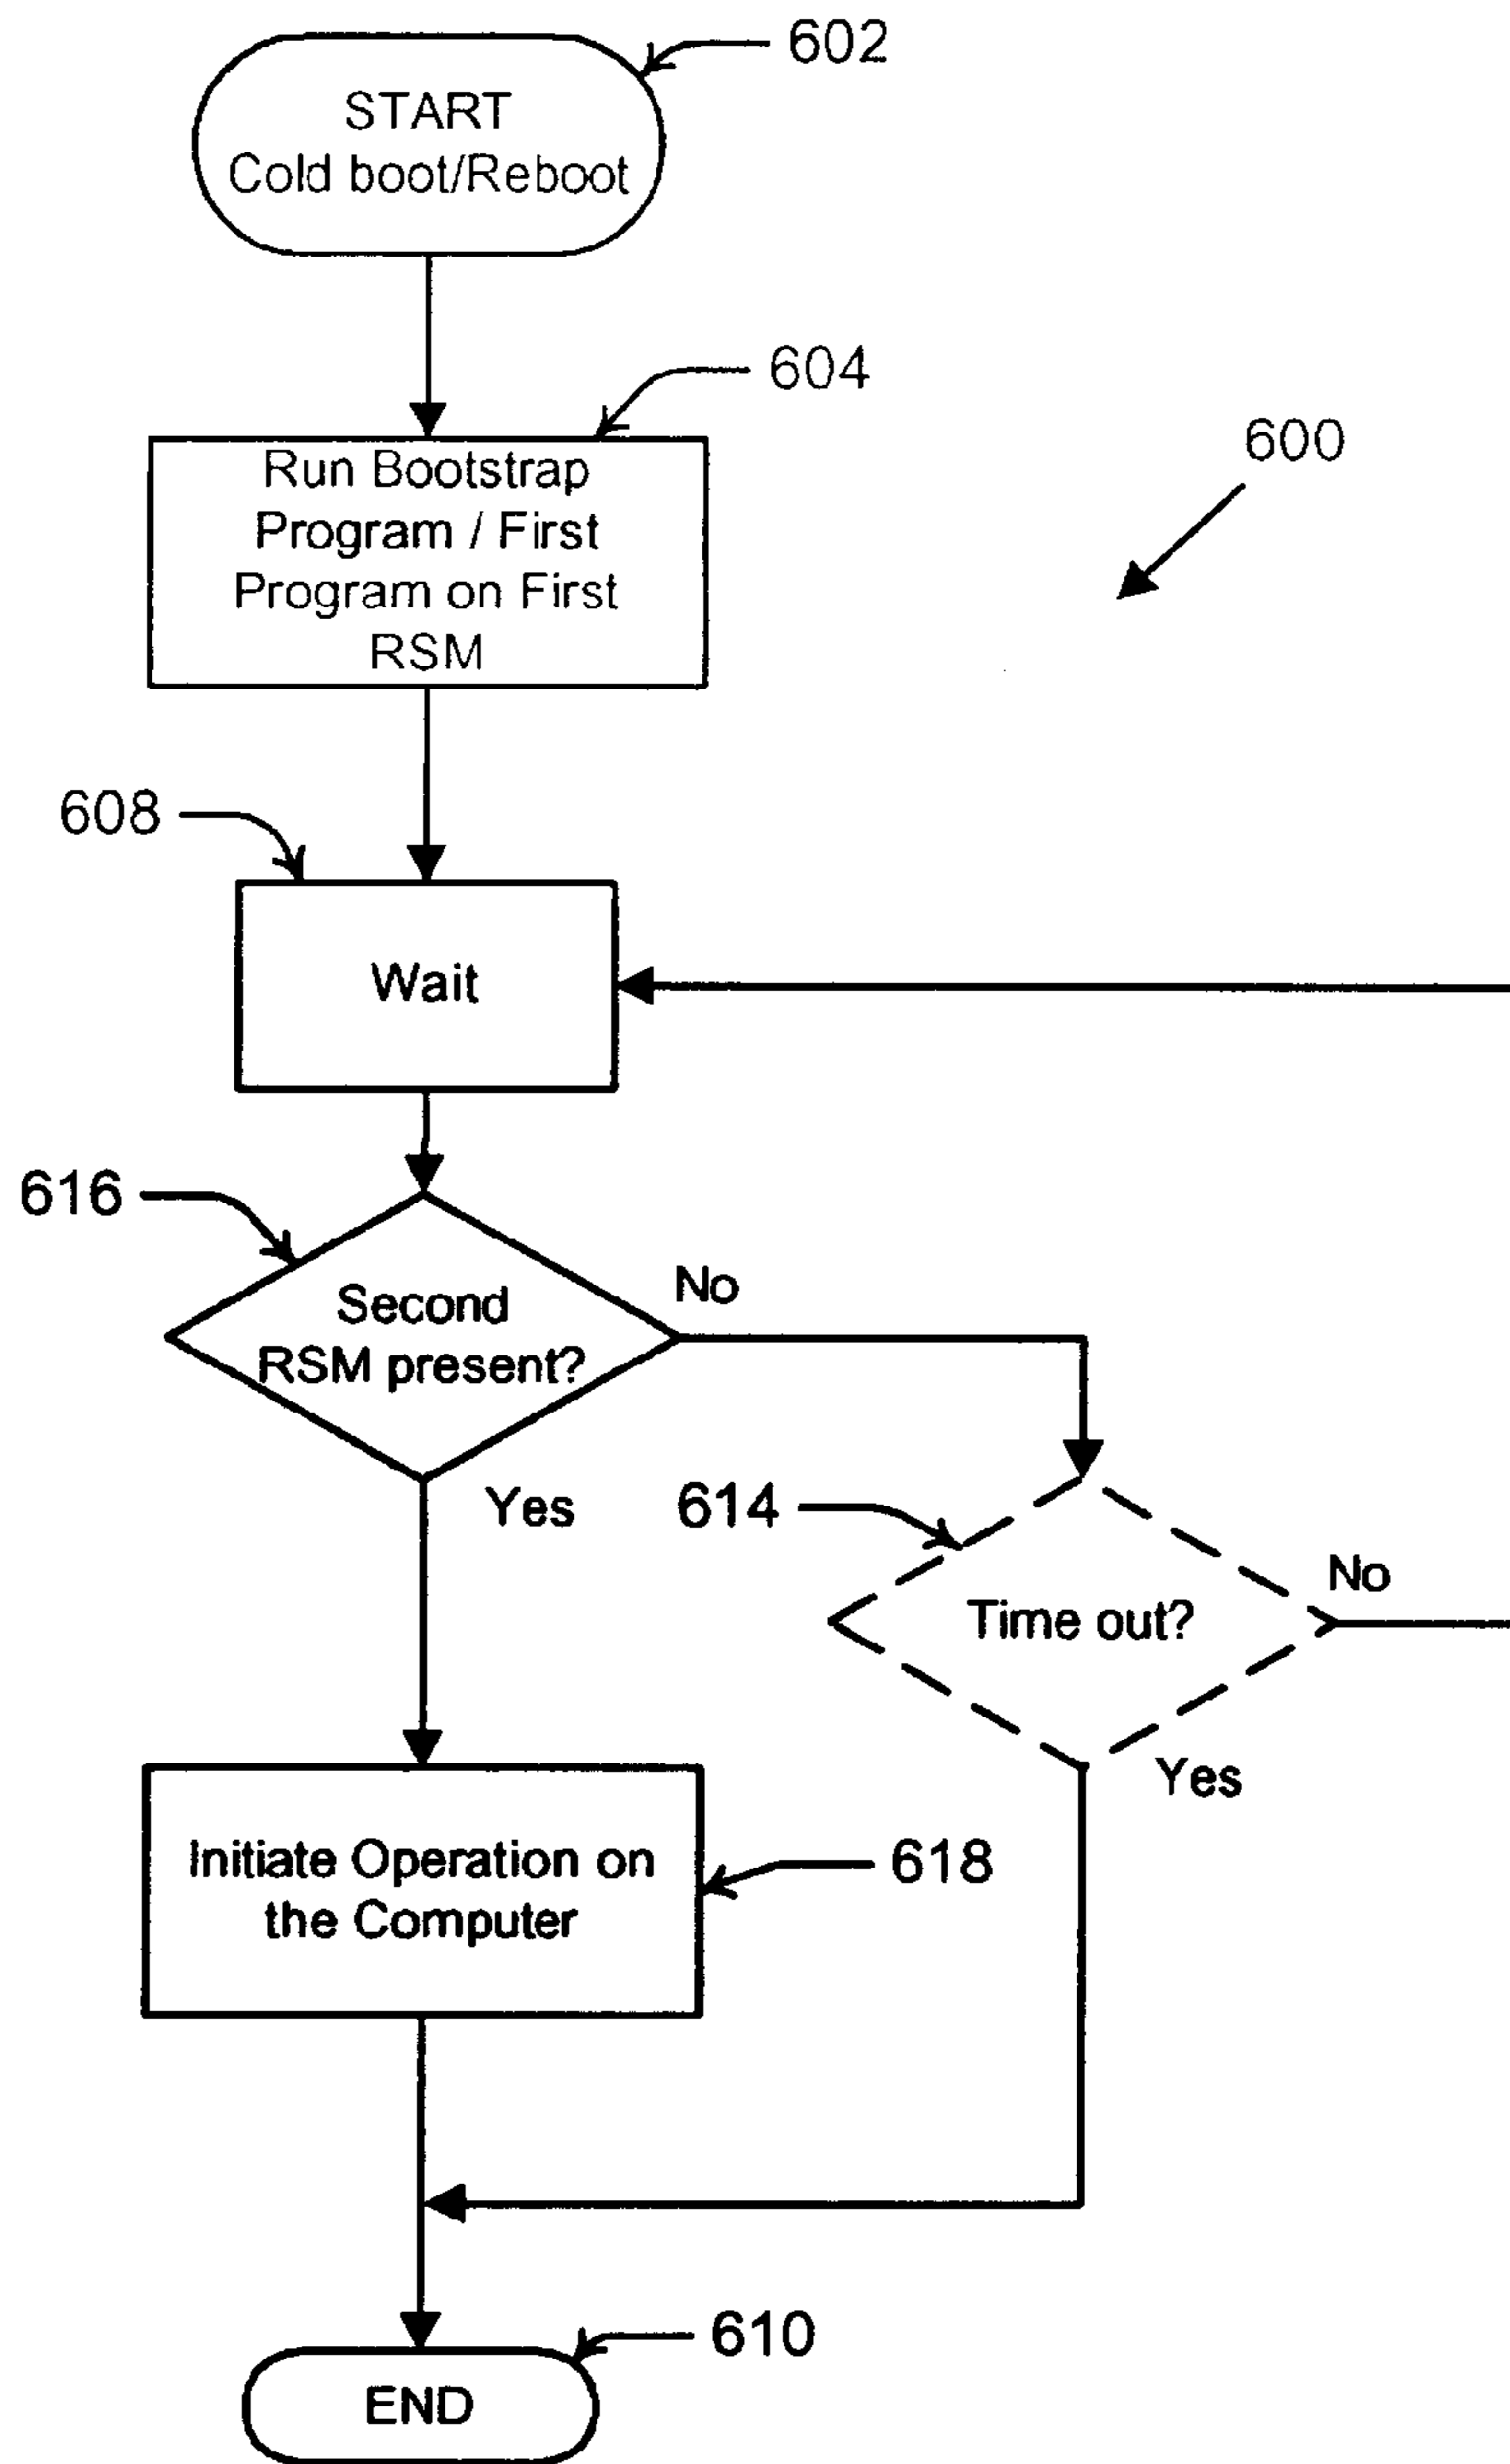 602
START
Cold boot/Reboot
604
600
Run Bootstrap
Program / First
Program on First
RSM
608
Wait
616
Second
RSM present?
No
Yes
614
Time out?
No
Yes
Initiate Operation on
the Computer
618
610
END